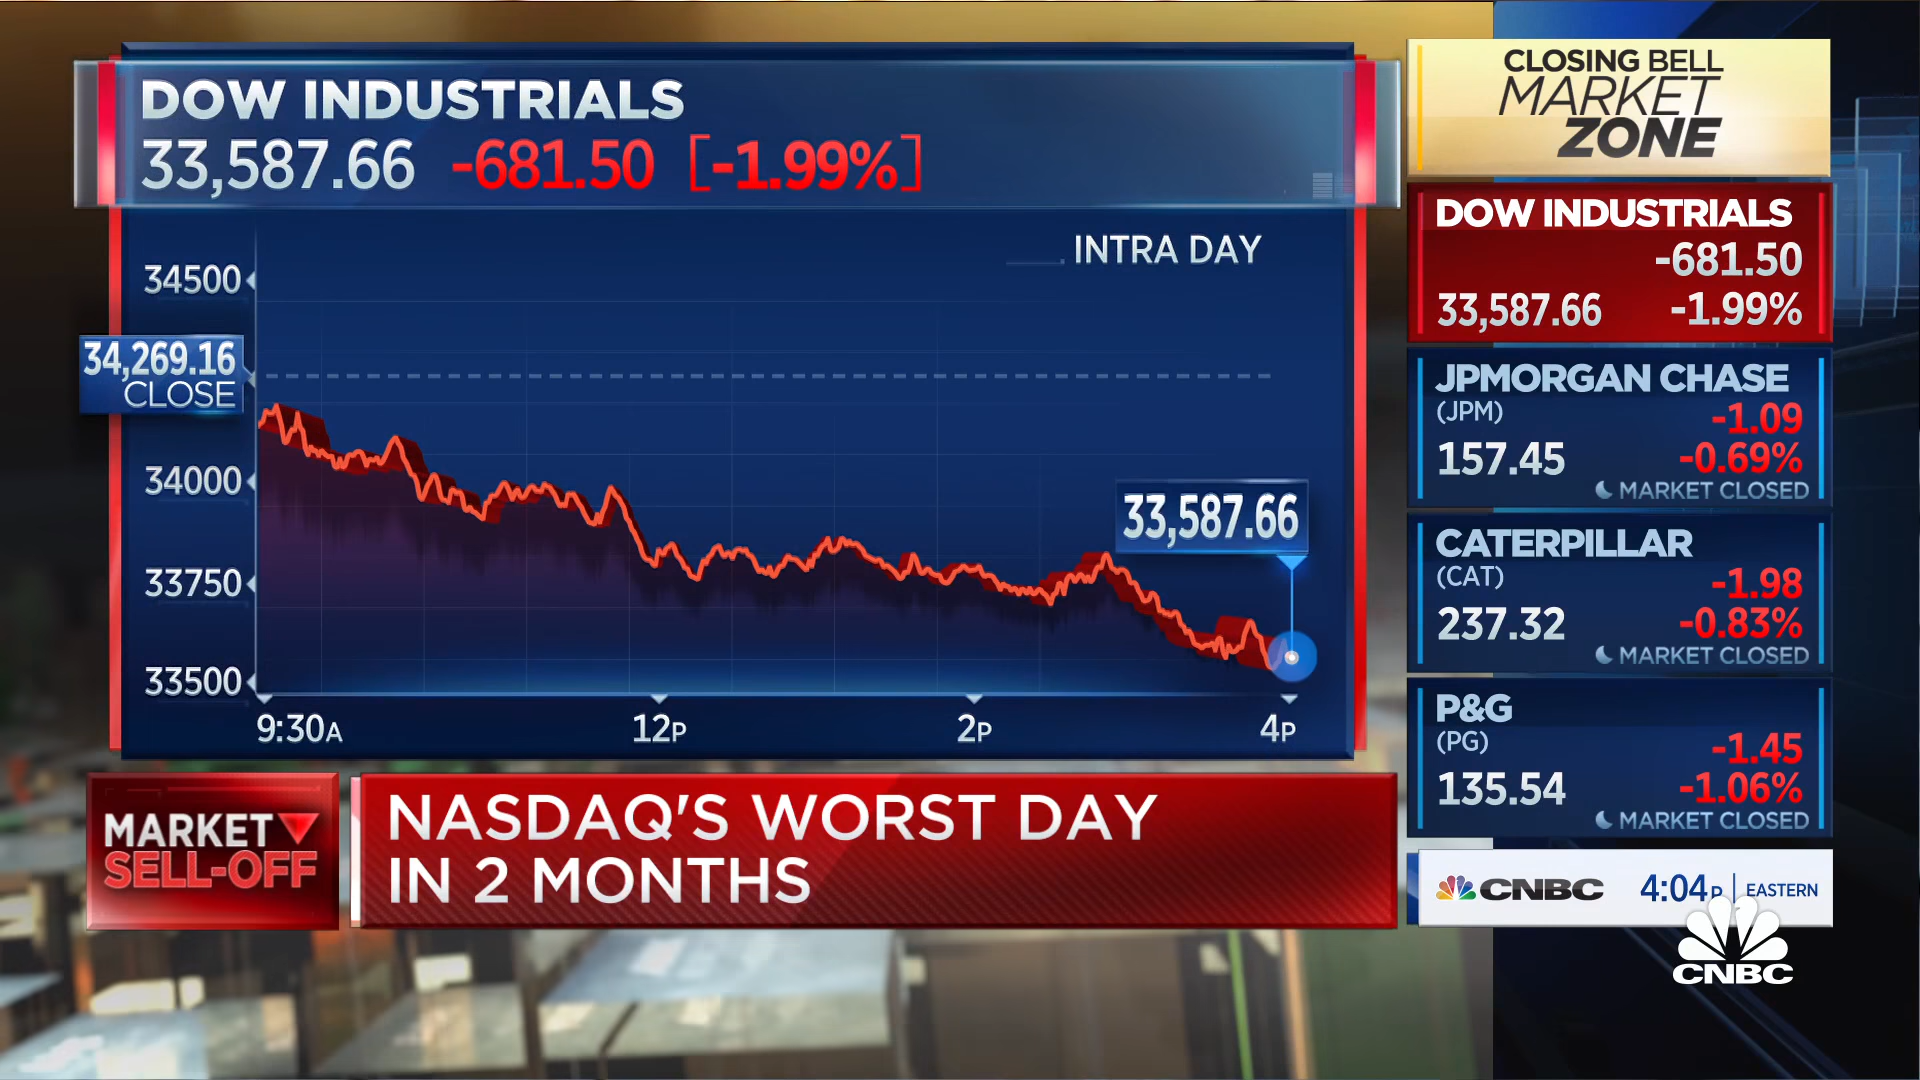 DOW INDUSTRIALS
33,587.66 -681.50 [-1.99%]
INTRA DAY
34500
34,269.16
CLOSE
34000
33750
33500
33,587.66
9:30A 12P 2P 4P
MARKET
SELL-OFF
NASDAQ'S WORST DAY
IN 2 MONTHS
CLOSING BELL
MARKET
ZONE
DOW INDUSTRIALS
-681.50
33,587.66 -1.99%
JPMORGAN CHASE
(JPM) -1.09
157.45 -0.69%
MARKET CLOSED
CATERPILLAR
(CAT) -1.98
237.32 -0.83%
MARKET CLOSED
P&G
(PG) -1.45
135.54 -1.06%
MARKET CLOSED
CNBC 4:04P EASTERN
CNBC